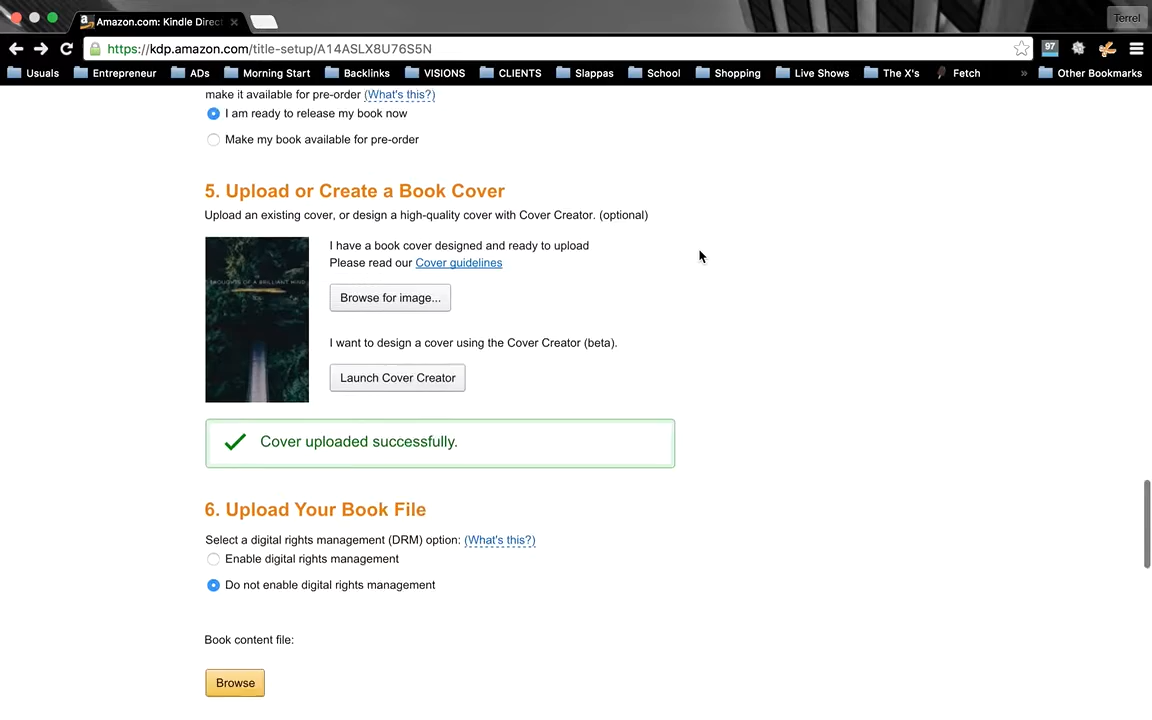 Amazon.com: Kindle Direct
Terrel
https://kdp.amazon.com/title-setup/A14ASLX8U76S5N
97
Usuals Entrepreneur ADs Morning Start Backlinks VISIONS CLIENTS Slappas School Shopping Live Shows The X's Fetch » Other Bookmarks
make it available for pre-order (What's this?)
I am ready to release my book now
Make my book available for pre-order
5. Upload or Create a Book Cover
Upload an existing cover, or design a high-quality cover with Cover Creator. (optional)
THOUGHTS OF A BRILLIANT MIND
I have a book cover designed and ready to upload
Please read our Cover guidelines
Browse for image...
I want to design a cover using the Cover Creator (beta).
Launch Cover Creator
Cover uploaded successfully.
6. Upload Your Book File
Select a digital rights management (DRM) option: (What's this?)
Enable digital rights management
Do not enable digital rights management
Book content file:
Browse